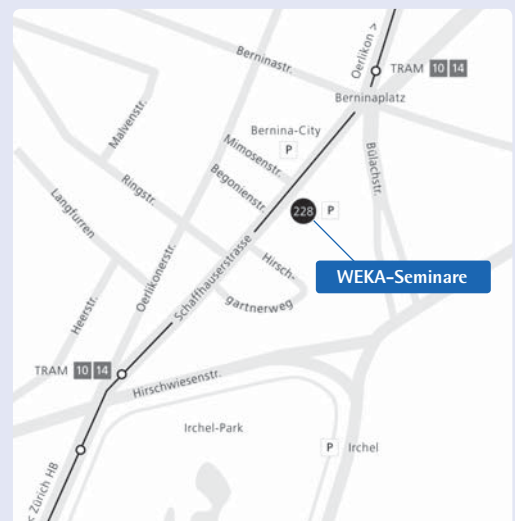 Oerlikon >
Berninastr.
TRAM 10 14
Berninaplatz
Malvenstr.
Bernina-City
P
Mimosenstr.
Bülachstr.
Ringstr.
Begonienstr.
Langfurren
228 P
Oerlikonerstr.
Schaffhauserstrasse
Hirsch-
gartnerweg
WEKA-Seminare
Heerstr.
TRAM 10 14
Hirschwiesenstr.
Irchel-Park
P Irchel
< Zürich HB